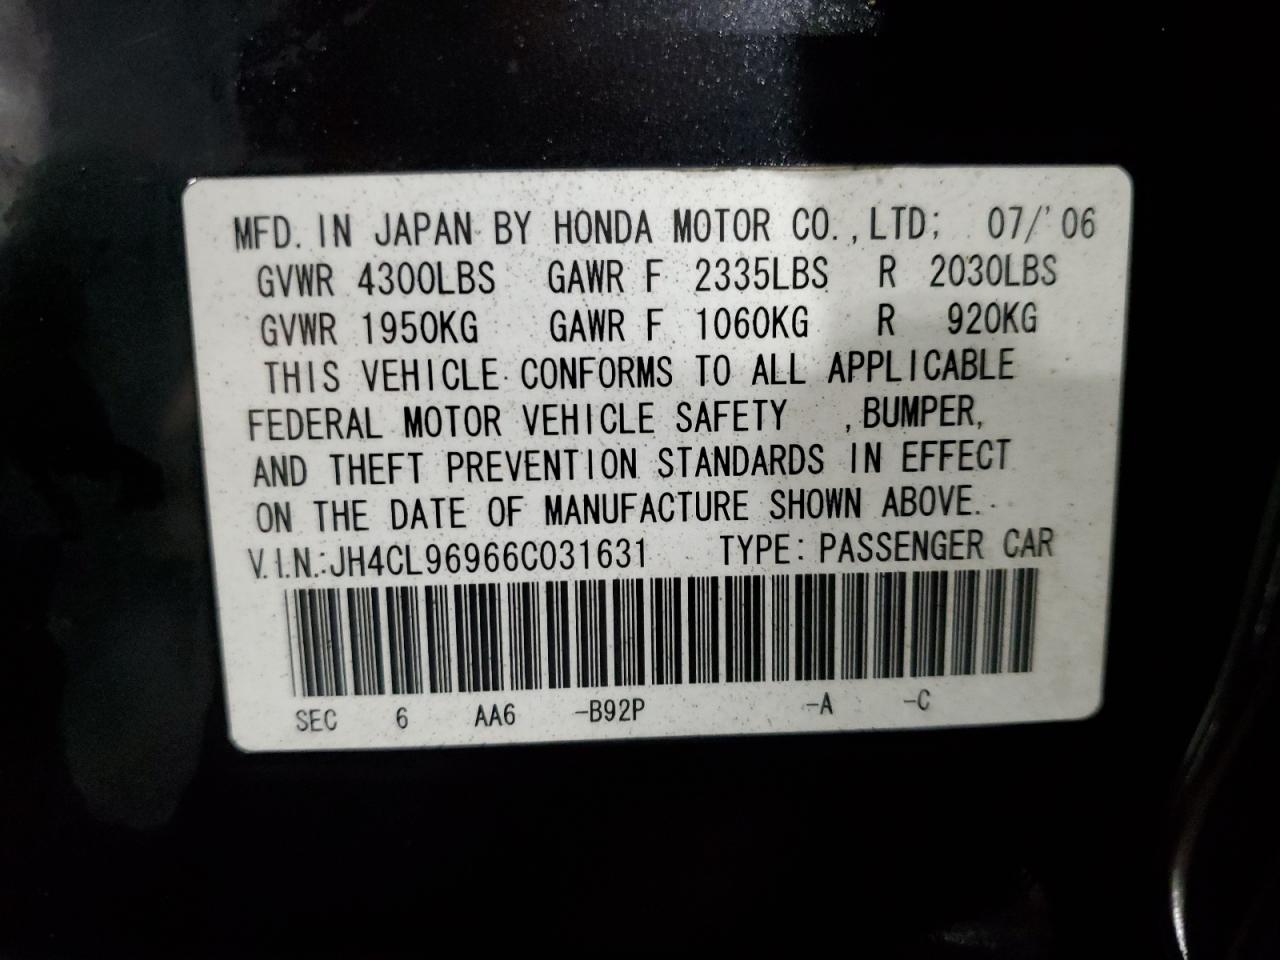 MFD. IN JAPAN BY HONDA MOTOR CO., LTD; 07/'06
GVWR 4300LBS GAWR F 2335LBS R 2030LBS
GVWR 1950KG GAWR F 1060KG R 920KG
THIS VEHICLE CONFORMS TO ALL APPLICABLE
FEDERAL MOTOR VEHICLE SAFETY , BUMPER,
AND THEFT PREVENTION STANDARDS IN EFFECT
ON THE DATE OF MANUFACTURE SHOWN ABOVE.
V.I.N.:JH4CL96966C031631 TYPE: PASSENGER CAR
SEC 6 AA6 -B92P -A -C